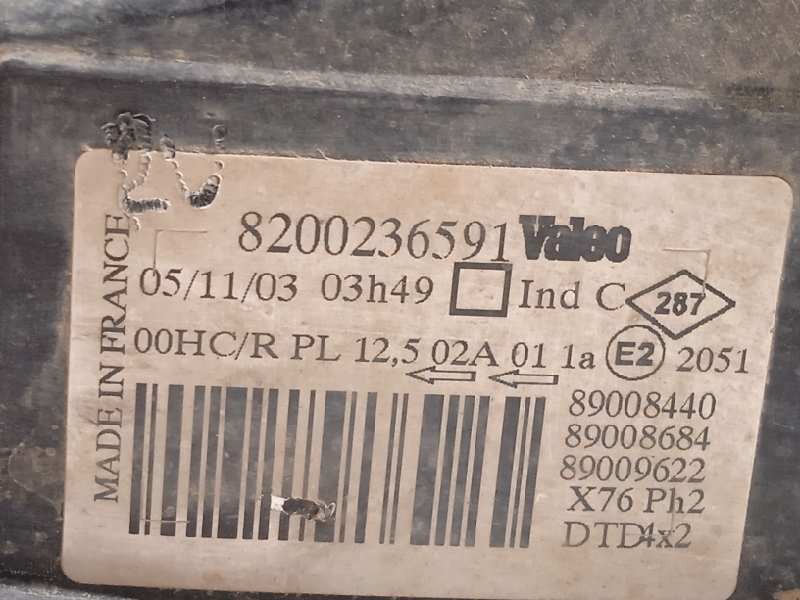 8200236591 Valeo
05/11/03 03h49 Ind C 287
00HC/R PL 12,5 02A 01 1a E2 2051
89008440
89008684
89009622
X76 Ph2
DTD4x2
MADE IN FRANCE